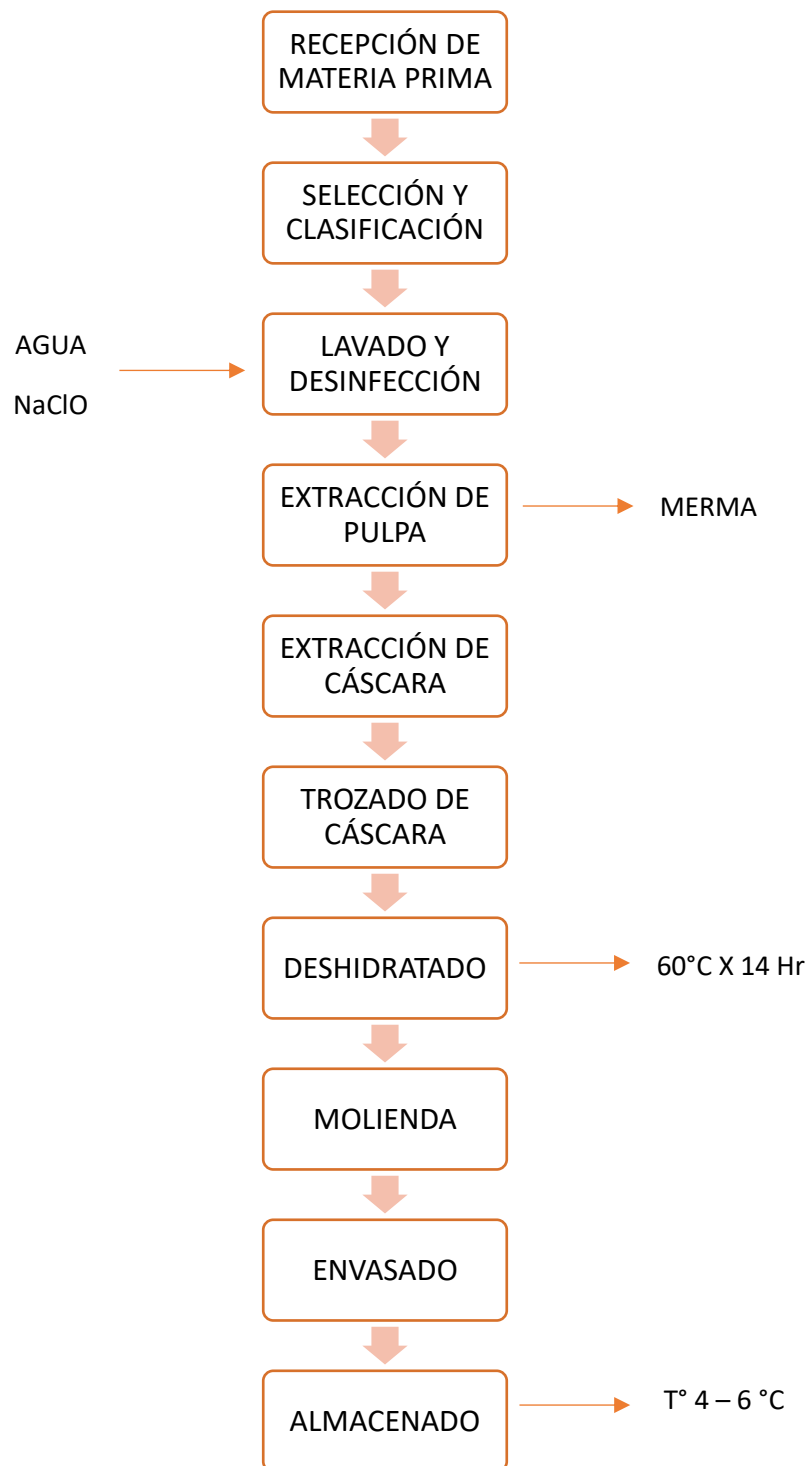 RECEPCIÓN DE
MATERIA PRIMA
SELECCIÓN Y
CLASIFICACIÓN
AGUA
NaClO
LAVADO Y
DESINFECCIÓN
EXTRACCIÓN DE
PULPA
MERMA
EXTRACCIÓN DE
CÁSCARA
TROZADO DE
CÁSCARA
DESHIDRATADO
60°C X 14 Hr
MOLIENDA
ENVASADO
ALMACENADO
T° 4 – 6 °C